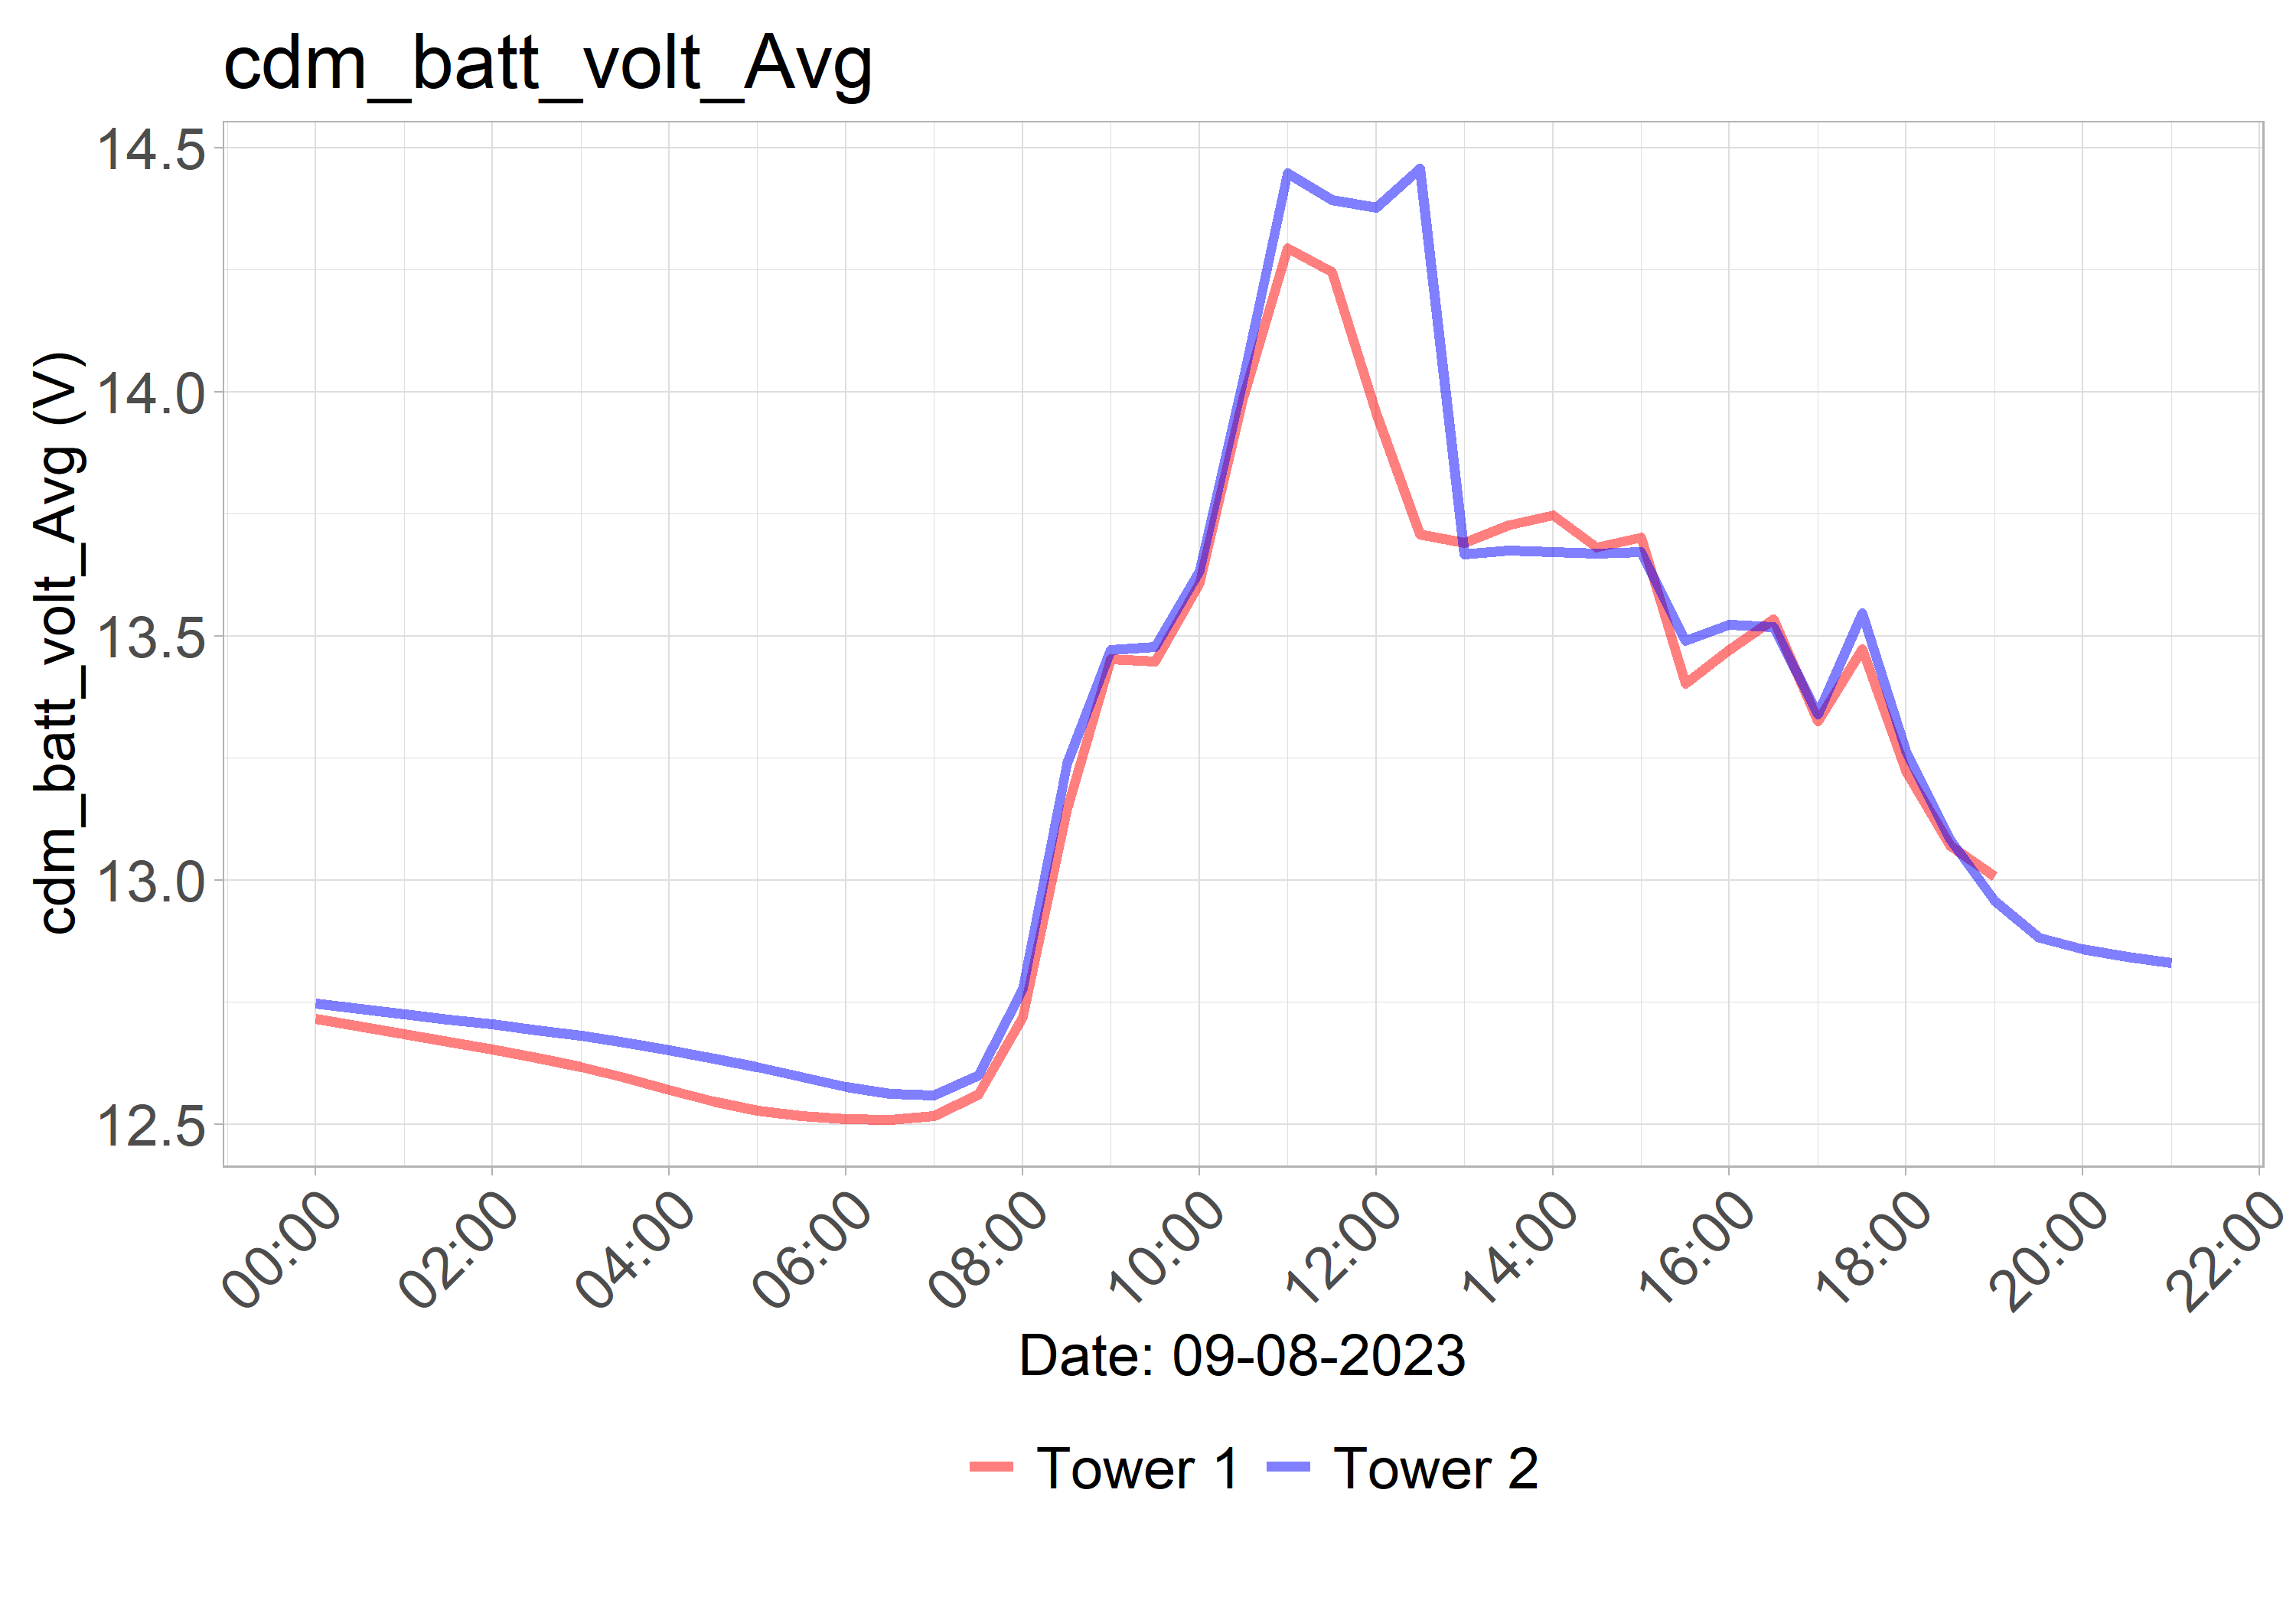 cdm_batt_volt_Avg
cdm_batt_volt_Avg (V)
14.5
14.0
13.5
13.0
12.5
00:00 02:00 04:00 06:00 08:00 10:00 12:00 14:00 16:00 18:00 20:00 22:00
Date: 09-08-2023
Tower 1 Tower 2